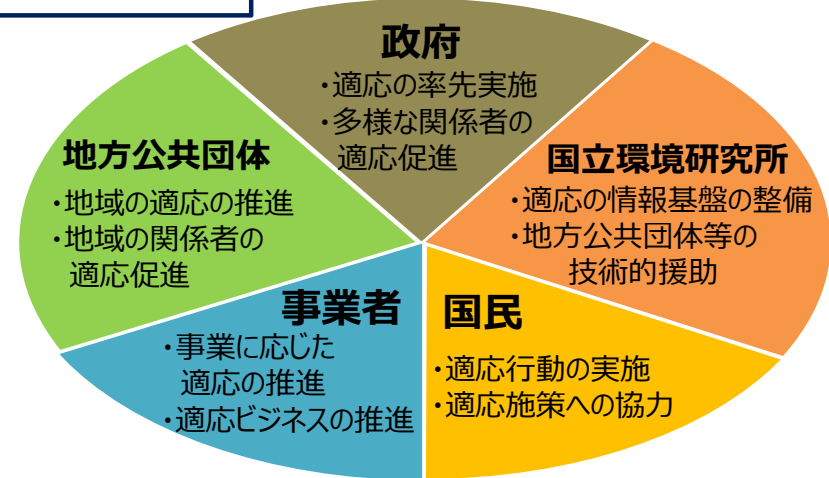 政府
・適応の率先実施
・多様な関係者の
適応促進
地方公共団体
・地域の適応の推進
・地域の関係者の
適応促進
国立環境研究所
・適応の情報基盤の整備
・地方公共団体等の
技術的援助
事業者
・事業に応じた
適応の推進
・適応ビジネスの推進
国民
・適応行動の実施
・適応施策への協力